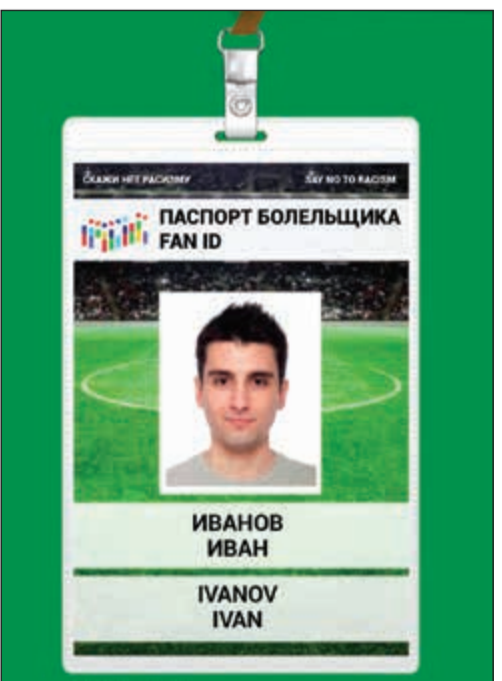 СКАЖИ НЕТ РАСИЗМУ
SAY NO TO RACISM
ПАСПОРТ БОЛЕЛЬЩИКА
FAN ID
ИВАНОВ
ИВАН
IVANOV
IVAN